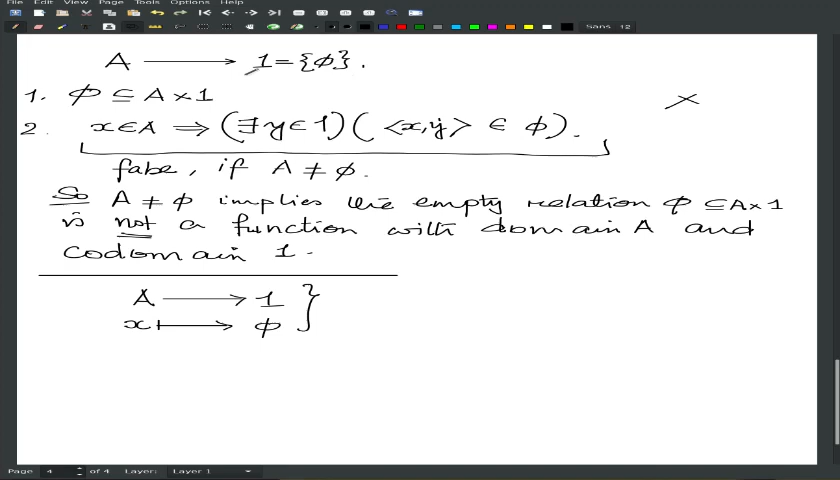 File Edit View Page Tools Options Help
Sans 12
A ⟶ 1 = {ϕ}.
1. ϕ ⊆ A × 1
2. x ∈ A ⟹ (∃ y ∈ 1) (<x,y> ∈ ϕ).
false, if A ≠ ϕ.
So A ≠ ϕ implies the empty relation ϕ ⊆ A × 1
is not a function with domain A and
codomain 1.
A ⟶ 1 }
x ⟼ ϕ
Page 4 of 4 Layer: Layer 1